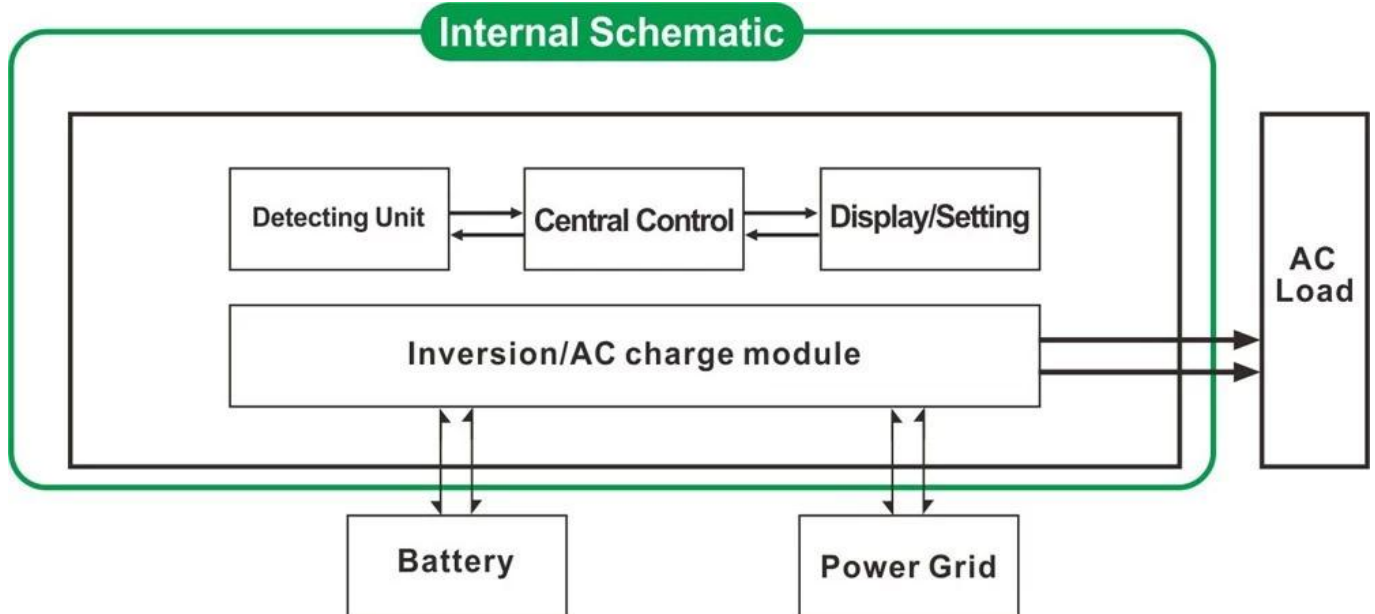 Internal Schematic
Detecting Unit
Central Control
Display/Setting
AC
Load
Inversion/AC charge module
Battery
Power Grid